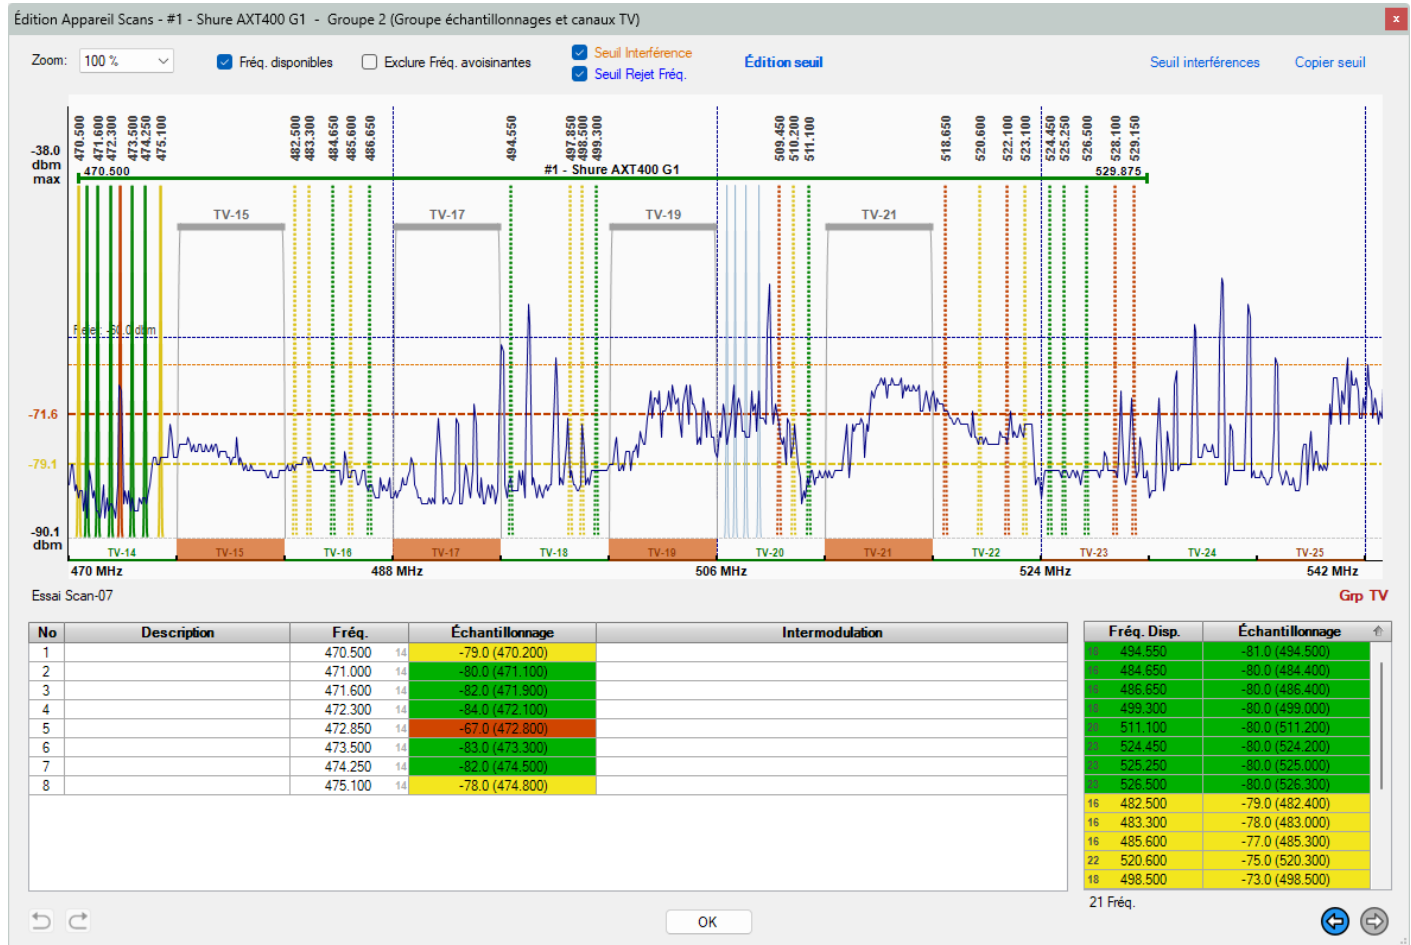 Édition Appareil Scans - #1 - Shure AXT400 G1 - Groupe 2 (Groupe échantillonnages et canaux TV)
x
Zoom: 100 % Fréq. disponibles Exclure Fréq. avoisinantes Seuil Interférence Édition seuil Seuil interférences Copier seuil
Seuil Rejet Fréq.
470.500 471.600 472.300 473.500 474.250 475.100 482.500 483.300 484.650 485.600 486.650 494.550 497.850 498.500 499.300 509.450 510.200 511.100 518.650 520.600 522.100 523.100 524.450 525.250 526.500 528.100 529.150
-38.0
dbm
max
470.500 #1 - Shure AXT400 G1 529.875
TV-15 TV-17 TV-19 TV-21
Rejet: -60.0 dbm
-71.6
-79.1
-90.1
dbm
TV-14 TV-15 TV-16 TV-17 TV-18 TV-19 TV-20 TV-21 TV-22 TV-23 TV-24 TV-25
470 MHz 488 MHz 506 MHz 524 MHz 542 MHz
Essai Scan-07 Grp TV
No Description Fréq. Échantillonnage Intermodulation
1 470.500 14 -79.0 (470.200)
2 471.000 14 -80.0 (471.100)
3 471.600 14 -82.0 (471.900)
4 472.300 14 -84.0 (472.100)
5 472.850 14 -67.0 (472.800)
6 473.500 14 -83.0 (473.300)
7 474.250 14 -82.0 (474.500)
8 475.100 14 -78.0 (474.800)
Fréq. Disp. Échantillonnage
18 494.550 -81.0 (494.500)
16 484.650 -80.0 (484.400)
16 486.650 -80.0 (486.400)
18 499.300 -80.0 (499.000)
20 511.100 -80.0 (511.200)
23 524.450 -80.0 (524.200)
23 525.250 -80.0 (525.000)
23 526.500 -80.0 (526.300)
16 482.500 -79.0 (482.400)
16 483.300 -78.0 (483.000)
16 485.600 -77.0 (485.300)
22 520.600 -75.0 (520.300)
18 498.500 -73.0 (498.500)
21 Fréq.
OK